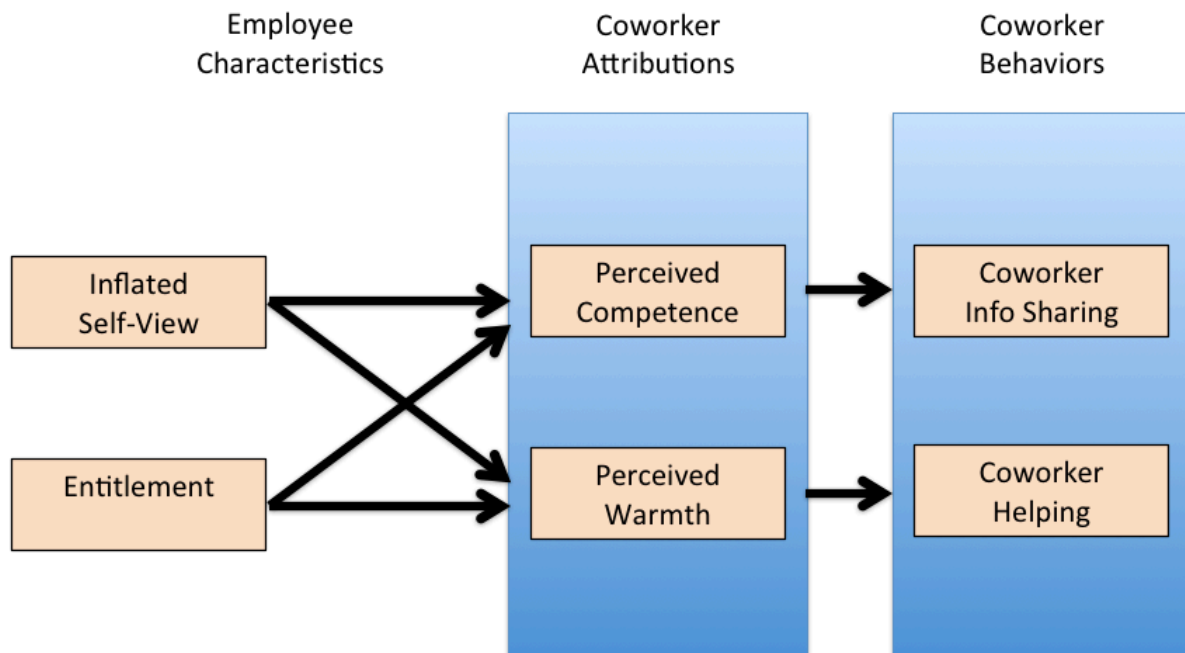 Employee
Characteristics
Coworker
Attributions
Coworker
Behaviors
Inflated
Self-View
Perceived
Competence
Coworker
Info Sharing
Entitlement
Perceived
Warmth
Coworker
Helping